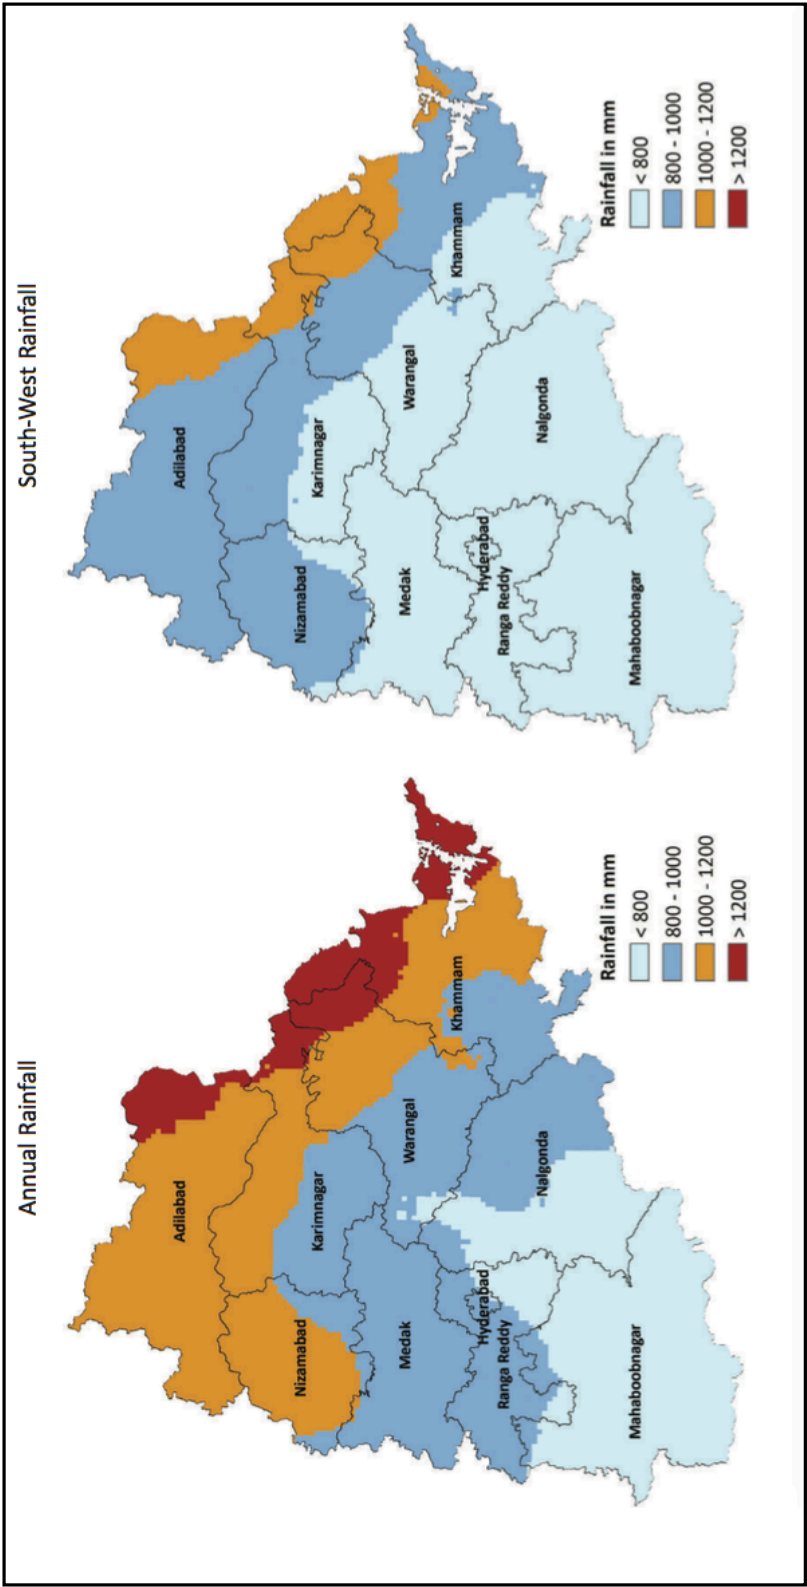 Annual Rainfall
Adilabad
Nizamabad
Karimnagar
Medak
Warangal
Khammam
Hyderabad
Ranga Reddy
Nalgonda
Mahaboobnagar
Rainfall in mm
< 800
800 - 1000
1000 - 1200
> 1200
South-West Rainfall
Adilabad
Nizamabad
Karimnagar
Medak
Warangal
Khammam
Hyderabad
Ranga Reddy
Nalgonda
Mahaboobnagar
Rainfall in mm
< 800
800 - 1000
1000 - 1200
> 1200